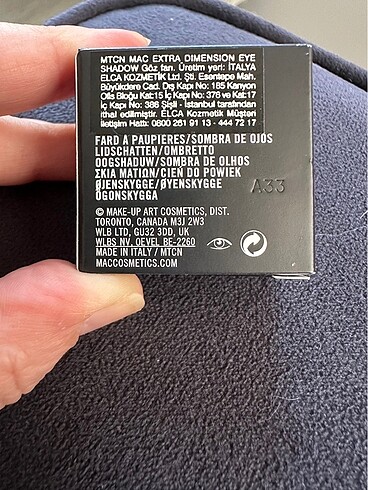 MTCN MAC EXTRA DIMENSION EYE
SHADOW Göz farı. Üretim yeri: İTALYA
ELCA KOZMETİK Ltd. Şti. Esentepe Mah.
Büyükdere Cad. Dış Kapı No: 185 Kanyon
Ofis Bloğu Kat:15 İç Kapı No: 376 ve Kat:17
İç Kapı No: 386 Şişli - İstanbul tarafından
ithal edilmiştir. ELCA Kozmetik Müşteri
İletişim Hattı: 0800 261 91 13 - 444 72 17
FARD À PAUPIERES/SOMBRA DE OJOS
LIDSCHATTEN/OMBRETTO
OOGSHADUW/SOMBRA DE OLHOS
ΣΚΙΑ ΜΑΤΙΩΝ/CIEŃ DO POWIEK
ØJENSKYGGE/ØYENSKYGGE
ÖGONSKYGGA
A33
© MAKE-UP ART COSMETICS, DIST.
TORONTO, CANADA M3J 2W3
WLB LTD, GU32 3DD, UK
WLBS NV, OEVEL BE-2260
MADE IN ITALY / MTCN
MACCOSMETICS.COM